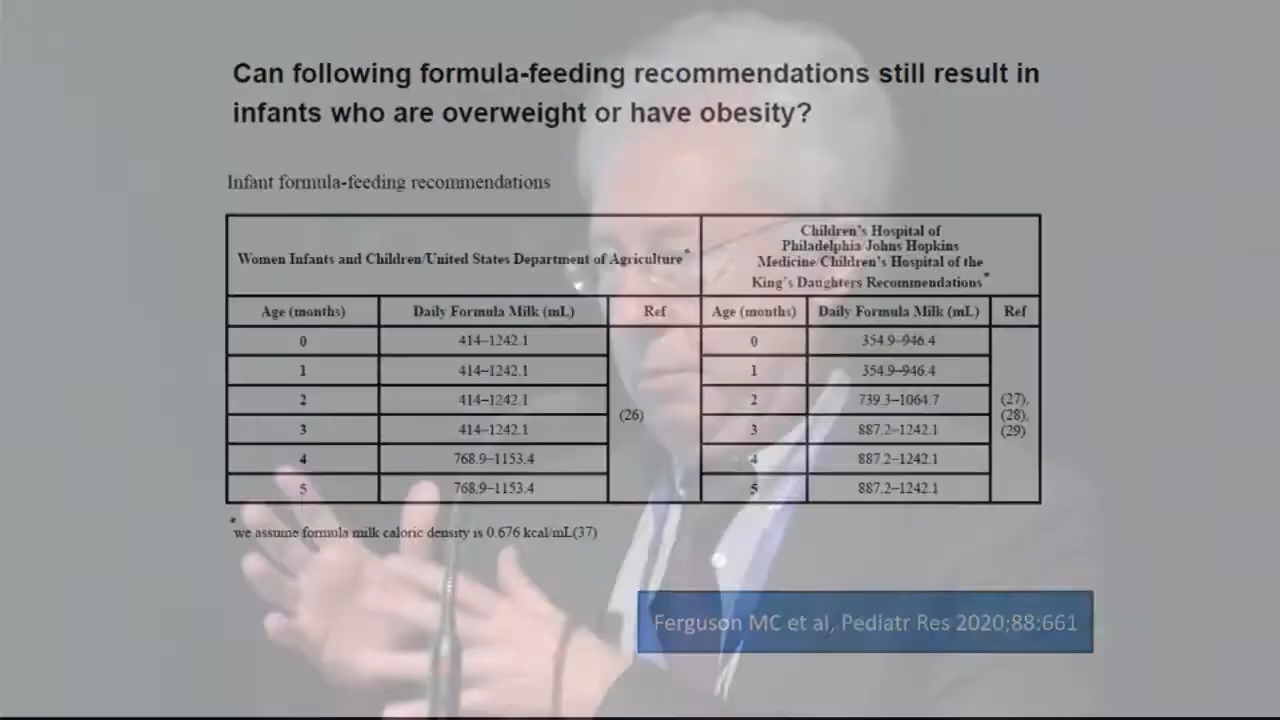 Can following formula-feeding recommendations still result in
infants who are overweight or have obesity?
Infant formula-feeding recommendations
Women Infants and Children/United States Department of Agriculture*
Children's Hospital of
Philadelphia/Johns Hopkins
Medicine/Children's Hospital of the
King's Daughters Recommendations*
Age (months) Daily Formula Milk (mL) Ref Age (months) Daily Formula Milk (mL) Ref
0 414–1242.1 0 354.9–946.4
1 414–1242.1 1 354.9–946.4
2 414–1242.1 2 739.3–1064.7 (27),
(26) (28),
3 414–1242.1 3 887.2–1242.1 (29)
4 768.9–1153.4 4 887.2–1242.1
5 768.9–1153.4 5 887.2–1242.1
*we assume formula milk caloric density is 0.676 kcal/mL(37)
Ferguson MC et al, Pediatr Res 2020;88:661